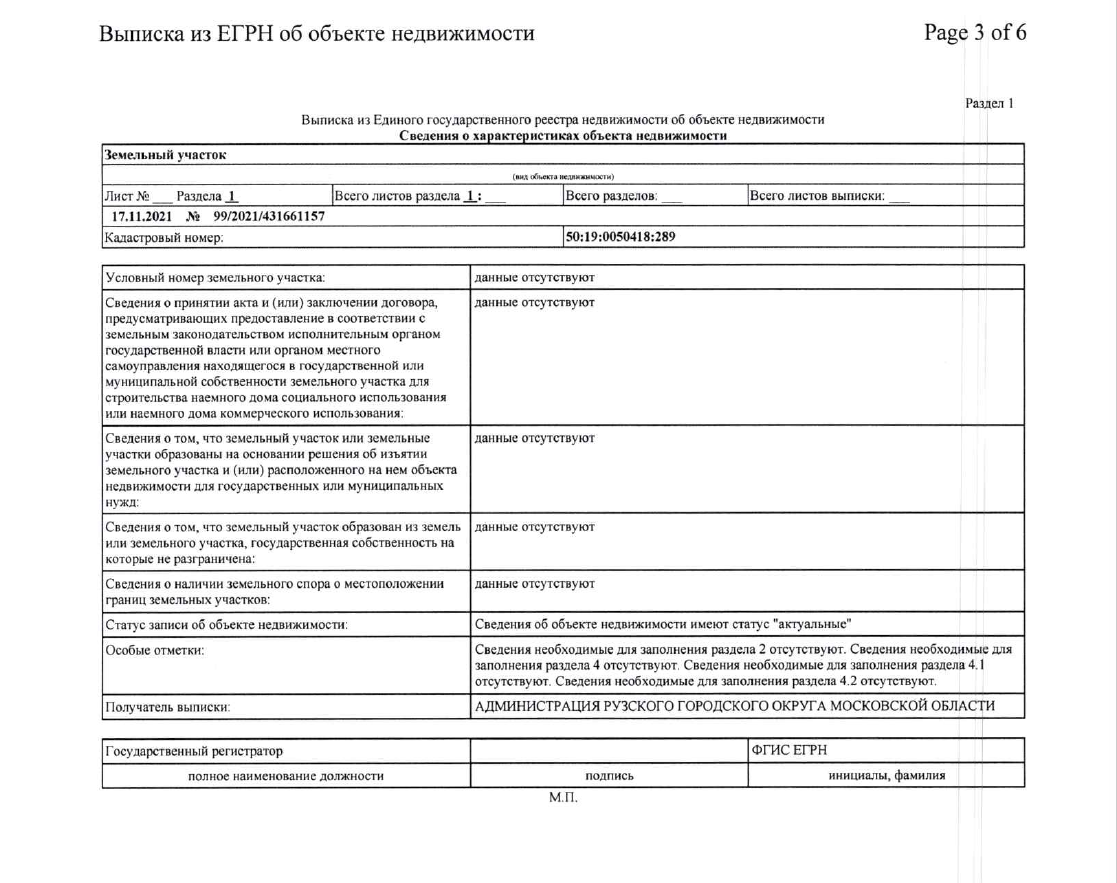 Выписка из ЕГРН об объекте недвижимости
Page 3 of 6
Раздел 1
Выписка из Единого государственного реестра недвижимости об объекте недвижимости
Сведения о характеристиках объекта недвижимости
Земельный участок
(вид объекта недвижимости)
Лист № ___ Раздела 1
Всего листов раздела 1 : ___
Всего разделов: ___
Всего листов выписки: ___
17.11.2021 № 99/2021/431661157
Кадастровый номер:
50:19:0050418:289
Условный номер земельного участка:
данные отсутствуют
Сведения о принятии акта и (или) заключении договора,
предусматривающих предоставление в соответствии с
земельным законодательством исполнительным органом
государственной власти или органом местного
самоуправления находящегося в государственной или
муниципальной собственности земельного участка для
строительства наемного дома социального использования
или наемного дома коммерческого использования:
данные отсутствуют
Сведения о том, что земельный участок или земельные
участки образованы на основании решения об изъятии
земельного участка и (или) расположенного на нем объекта
недвижимости для государственных или муниципальных
нужд:
данные отсутствуют
Сведения о том, что земельный участок образован из земель
или земельного участка, государственная собственность на
которые не разграничена:
данные отсутствуют
Сведения о наличии земельного спора о местоположении
границ земельных участков:
данные отсутствуют
Статус записи об объекте недвижимости:
Сведения об объекте недвижимости имеют статус "актуальные"
Особые отметки:
Сведения необходимые для заполнения раздела 2 отсутствуют. Сведения необходимые для
заполнения раздела 4 отсутствуют. Сведения необходимые для заполнения раздела 4.1
отсутствуют. Сведения необходимые для заполнения раздела 4.2 отсутствуют.
Получатель выписки:
АДМИНИСТРАЦИЯ РУЗСКОГО ГОРОДСКОГО ОКРУГА МОСКОВСКОЙ ОБЛАСТИ
Государственный регистратор
ФГИС ЕГРН
полное наименование должности
подпись
инициалы, фамилия
М.П.